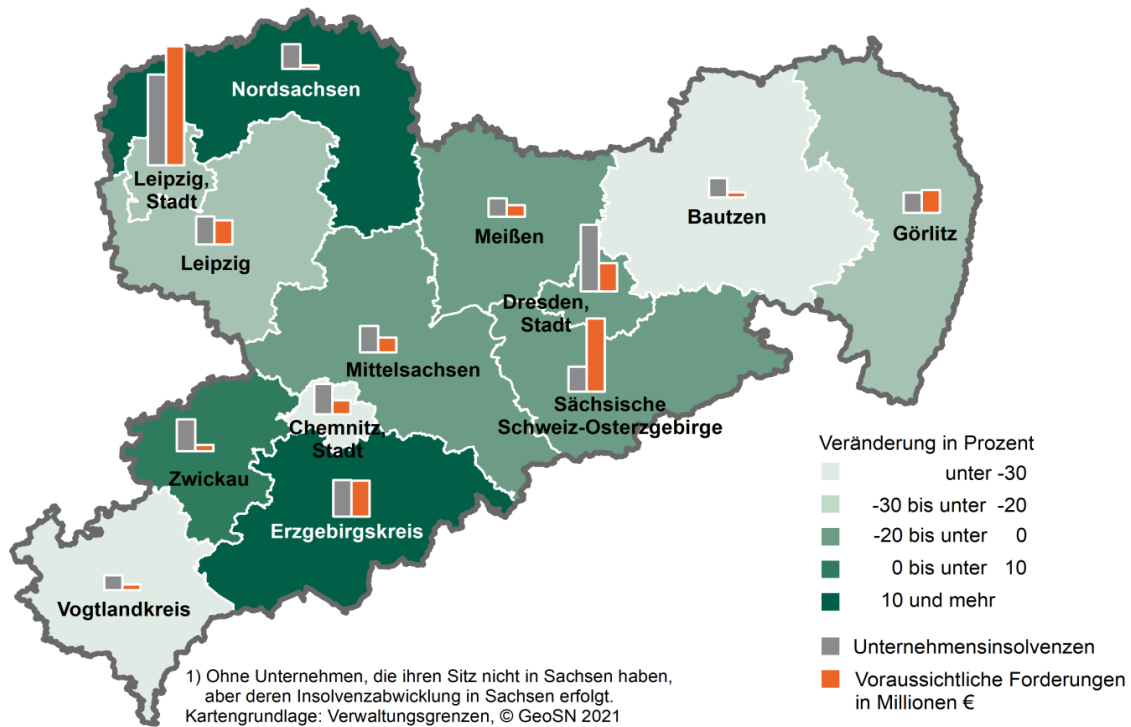 Nordsachsen
Leipzig,
Stadt
Leipzig
Meißen
Bautzen
Görlitz
Dresden,
Stadt
Mittelsachsen
Sächsische
Schweiz-Osterzgebirge
Chemnitz,
Stadt
Zwickau
Erzgebirgskreis
Vogtlandkreis
Veränderung in Prozent
unter -30
-30 bis unter -20
-20 bis unter 0
0 bis unter 10
10 und mehr
Unternehmensinsolvenzen
Voraussichtliche Forderungen
in Millionen €
1) Ohne Unternehmen, die ihren Sitz nicht in Sachsen haben,
aber deren Insolvenzabwicklung in Sachsen erfolgt.
Kartengrundlage: Verwaltungsgrenzen, © GeoSN 2021